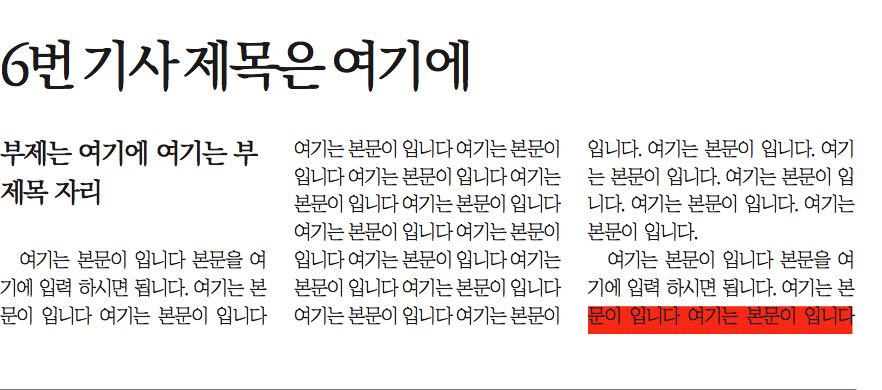 6번 기사 제목은 여기에
부제는 여기에 여기는 부
제목 자리
여기는 본문이 입니다 본문을 여
기에 입력 하시면 됩니다. 여기는 본
문이 입니다 여기는 본문이 입니다
여기는 본문이 입니다 여기는 본문이
입니다 여기는 본문이 입니다 여기는
본문이 입니다 여기는 본문이 입니다
여기는 본문이 입니다 여기는 본문이
입니다 여기는 본문이 입니다 여기는
본문이 입니다 여기는 본문이 입니다
여기는 본문이 입니다 여기는 본문이
입니다. 여기는 본문이 입니다. 여기
는 본문이 입니다. 여기는 본문이 입
니다. 여기는 본문이 입니다. 여기는
본문이 입니다.
여기는 본문이 입니다 본문을 여
기에 입력 하시면 됩니다. 여기는 본
문이 입니다 여기는 본문이 입니다